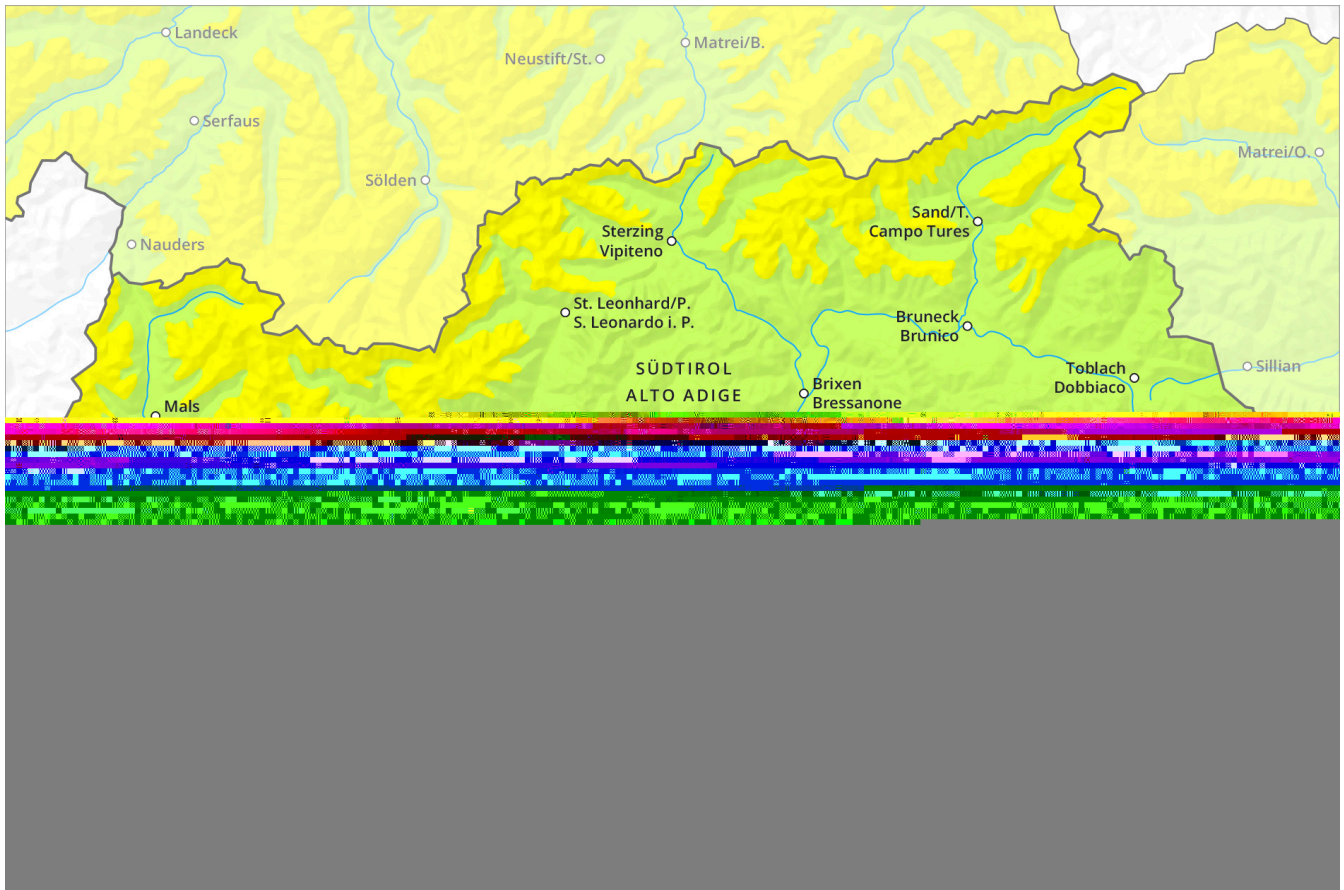 Landeck
Matrei/B.
Neustift/St.
Serfaus
Matrei/O.
Sölden
Sand/T.
Campo Tures
Sterzing
Vipiteno
Nauders
St. Leonhard/P.
S. Leonardo i. P.
Bruneck
Brunico
SÜDTIROL
ALTO ADIGE
Toblach
Dobbiaco
Sillian
Brixen
Bressanone
Mals